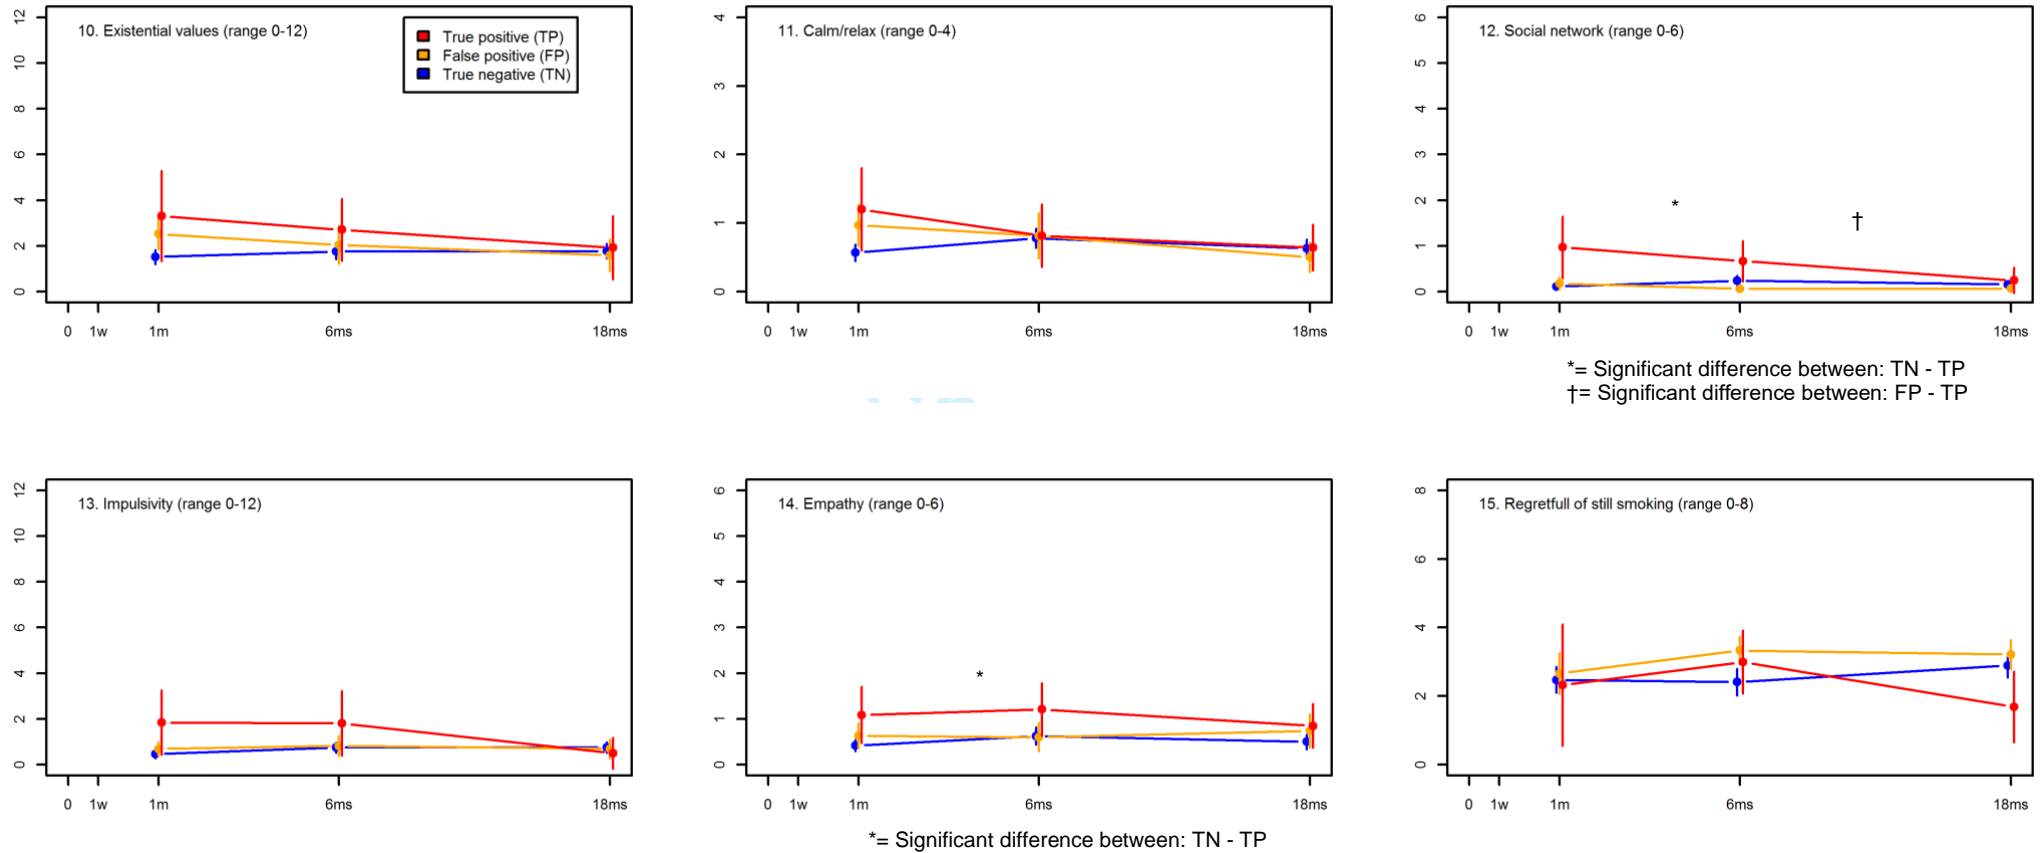 10. Existential values (range 0-12)
True positive (TP)
False positive (FP)
True negative (TN)
0 2 4 6 8 10 12
0 1w 1m 6ms 18ms
11. Calm/relax (range 0-4)
0 1 2 3 4
0 1w 1m 6ms 18ms
12. Social network (range 0-6)
*
†
0 1 2 3 4 5 6
0 1w 1m 6ms 18ms
*= Significant difference between: TN - TP
†= Significant difference between: FP - TP
13. Impulsivity (range 0-12)
0 2 4 6 8 10 12
0 1w 1m 6ms 18ms
14. Empathy (range 0-6)
*
0 1 2 3 4 5 6
0 1w 1m 6ms 18ms
*= Significant difference between: TN - TP
15. Regretfull of still smoking (range 0-8)
0 2 4 6 8
0 1w 1m 6ms 18ms